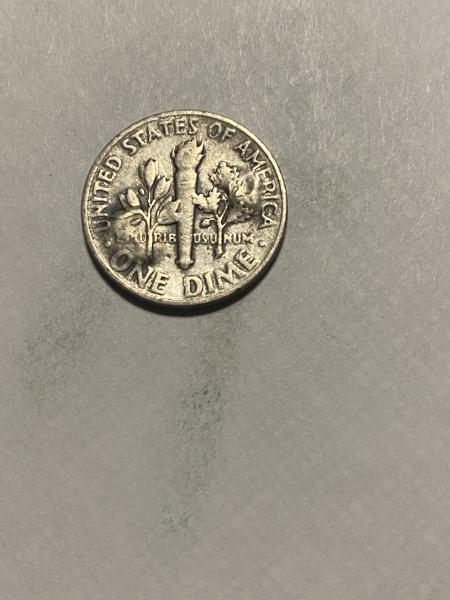 UNITED STATES OF AMERICA
PLURIBUS UNUM
· ONE DIME ·